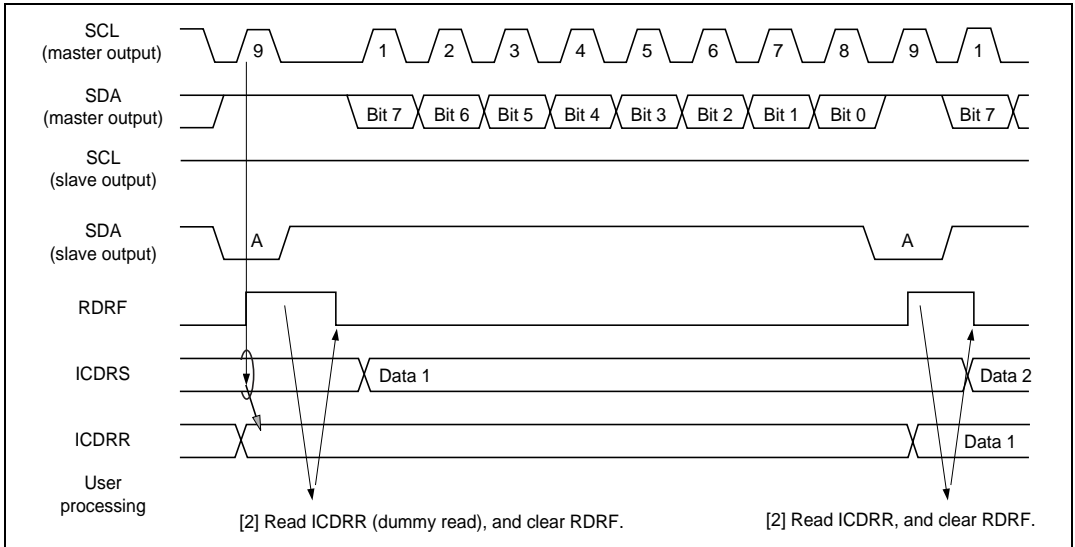 SCL
(master output)
9 1 2 3 4 5 6 7 8 9 1
SDA
(master output)
Bit 7 Bit 6 Bit 5 Bit 4 Bit 3 Bit 2 Bit 1 Bit 0 Bit 7
SCL
(slave output)
SDA
(slave output)
A A
RDRF
ICDRS
Data 1 Data 2
ICDRR
Data 1
User
processing
[2] Read ICDRR (dummy read), and clear RDRF. [2] Read ICDRR, and clear RDRF.